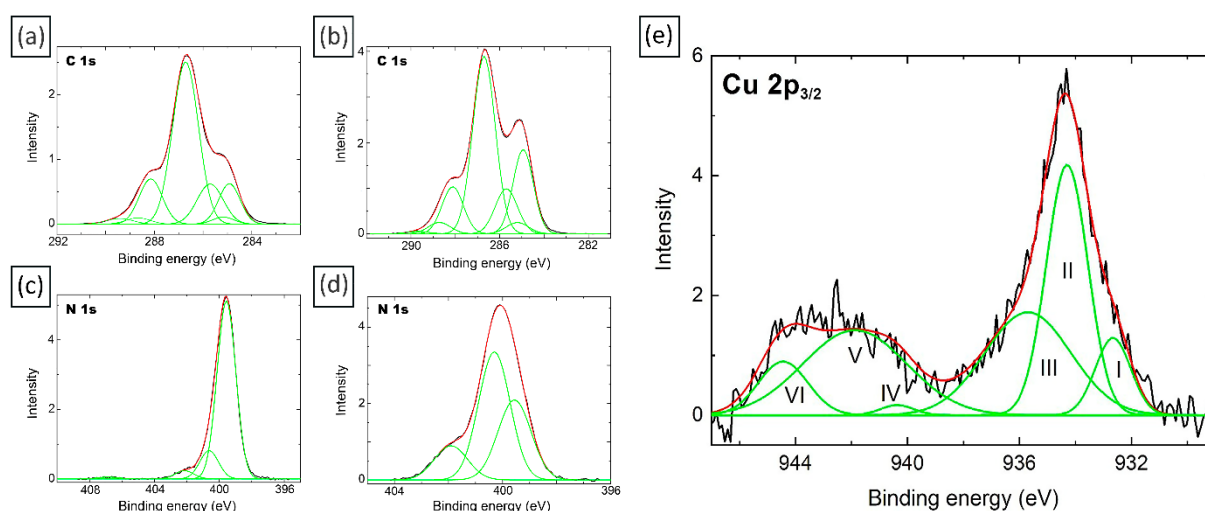 (a)
C 1s
Intensity
2
1
0
292
288
284
Binding energy (eV)
(b)
C 1s
Intensity
4
2
0
290
285
281
Binding energy (eV)
(c)
N 1s
Intensity
4
2
0
408
404
400
396
Binding energy (eV)
(d)
N 1s
Intensity
4
2
0
404
400
396
Binding energy (eV)
(e)
Cu 2p3/2
Intensity
6
4
2
0
I
II
III
IV
V
VI
944
940
936
932
Binding energy (eV)